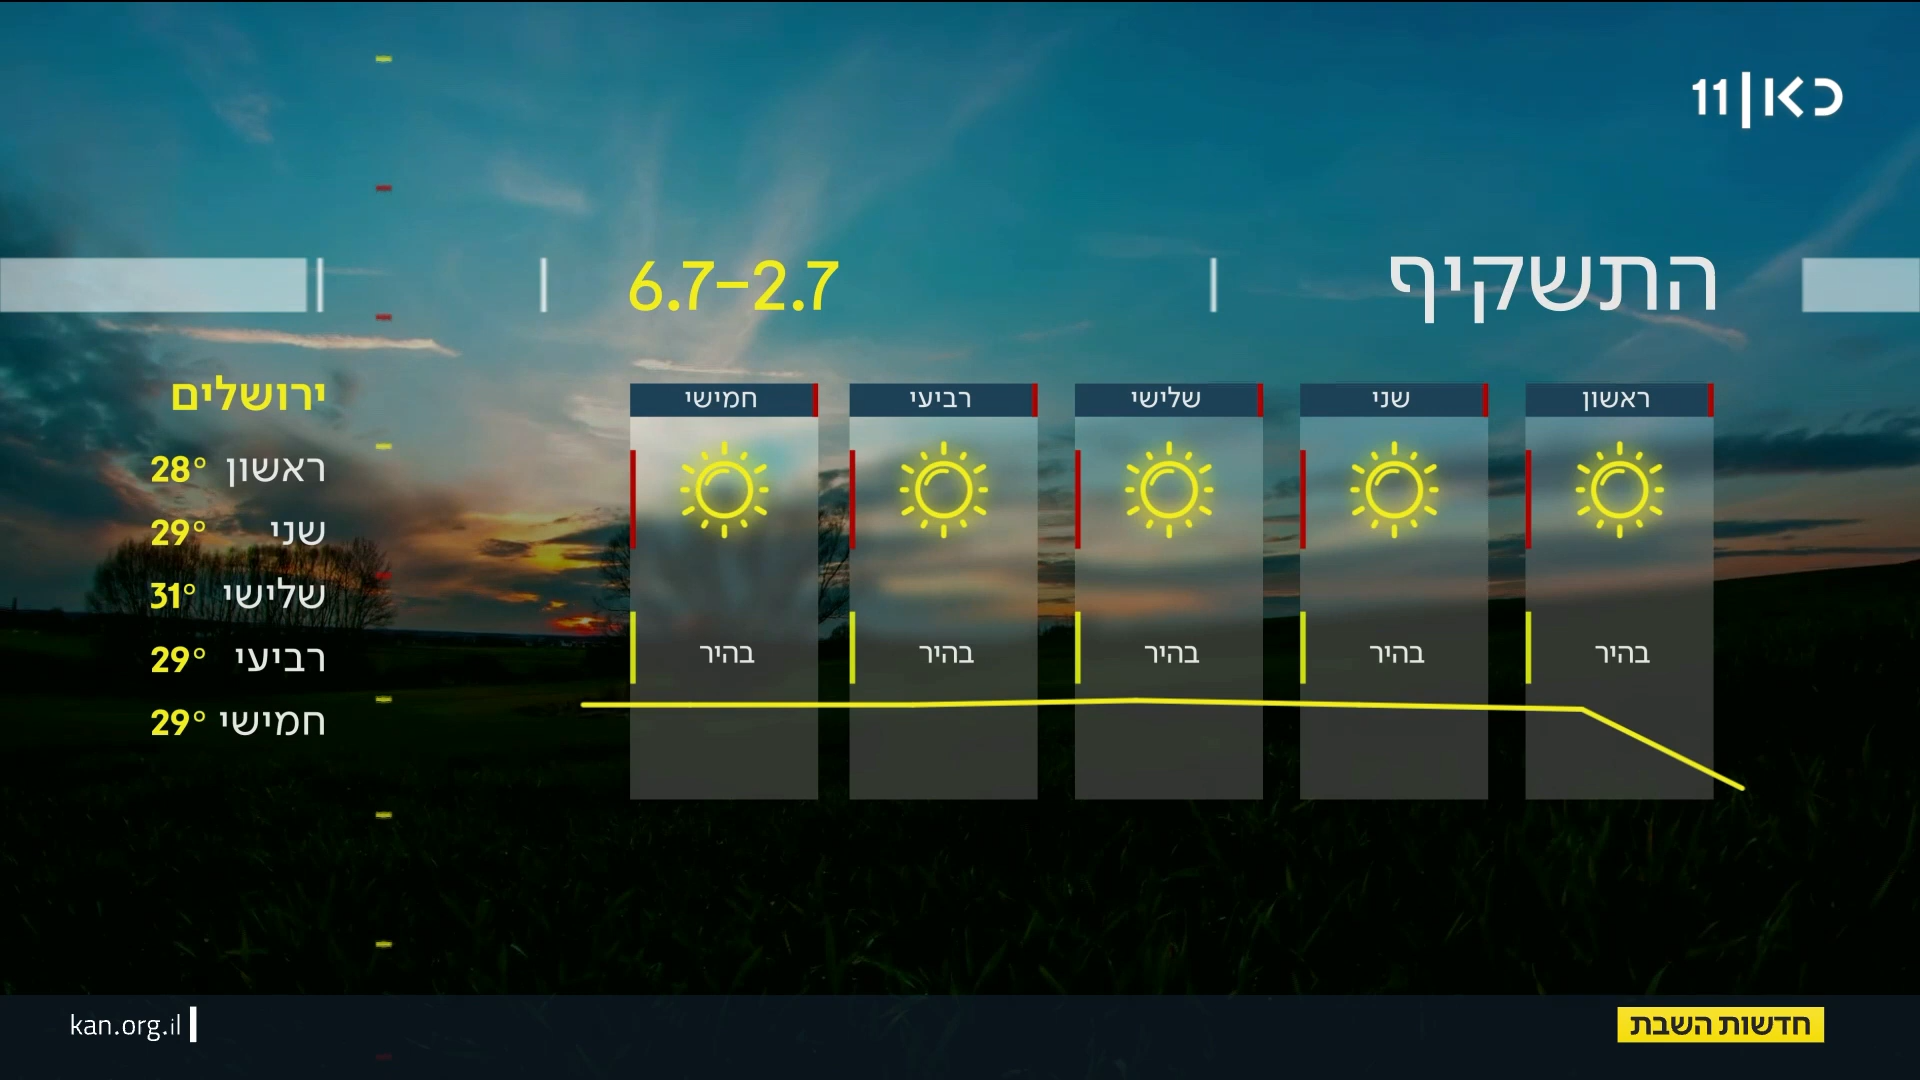 כאן|11
התשקיף
6.7–2.7
ראשון
שני
שלישי
רביעי
חמישי
בהיר
בהיר
בהיר
בהיר
בהיר
ירושלים
ראשון 28°
שני 29°
שלישי 31°
רביעי 29°
חמישי 29°
חדשות השבת
kan.org.il